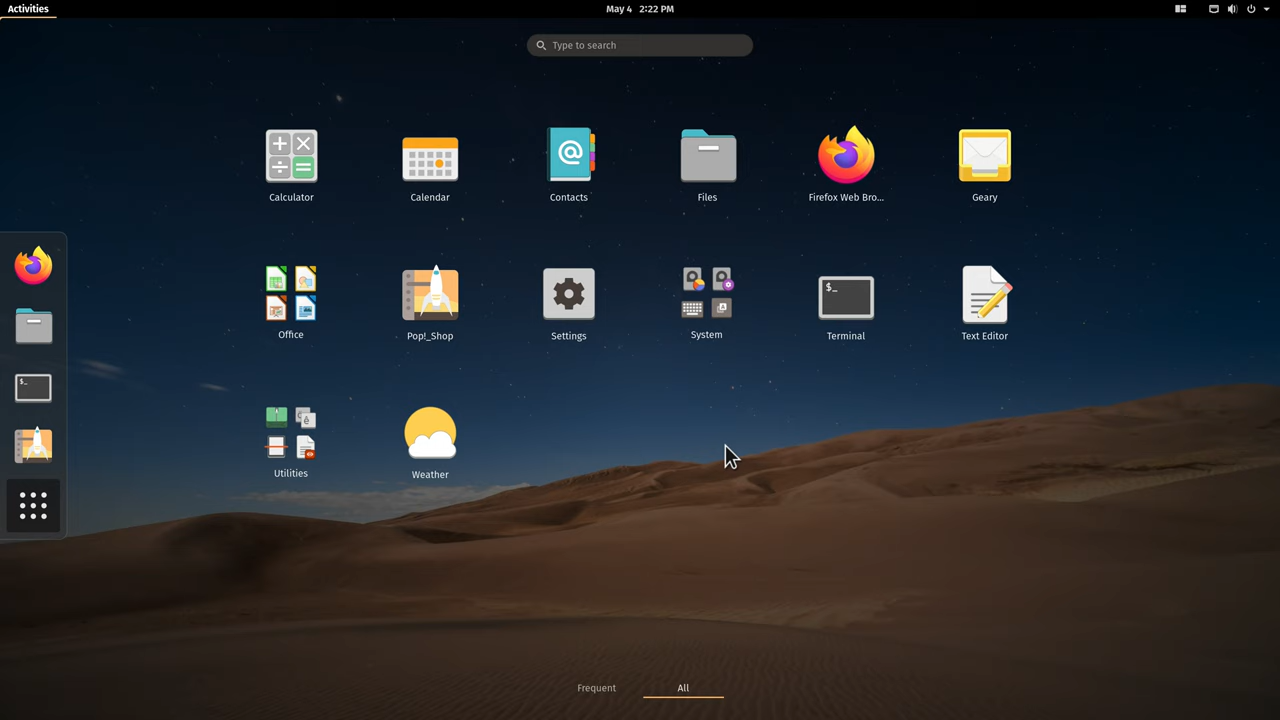 Activities
May 4 2:22 PM
Type to search
Calculator
Calendar
Contacts
Files
Firefox Web Bro...
Geary
Office
Pop!_Shop
Settings
System
Terminal
Text Editor
Utilities
Weather
Frequent
All